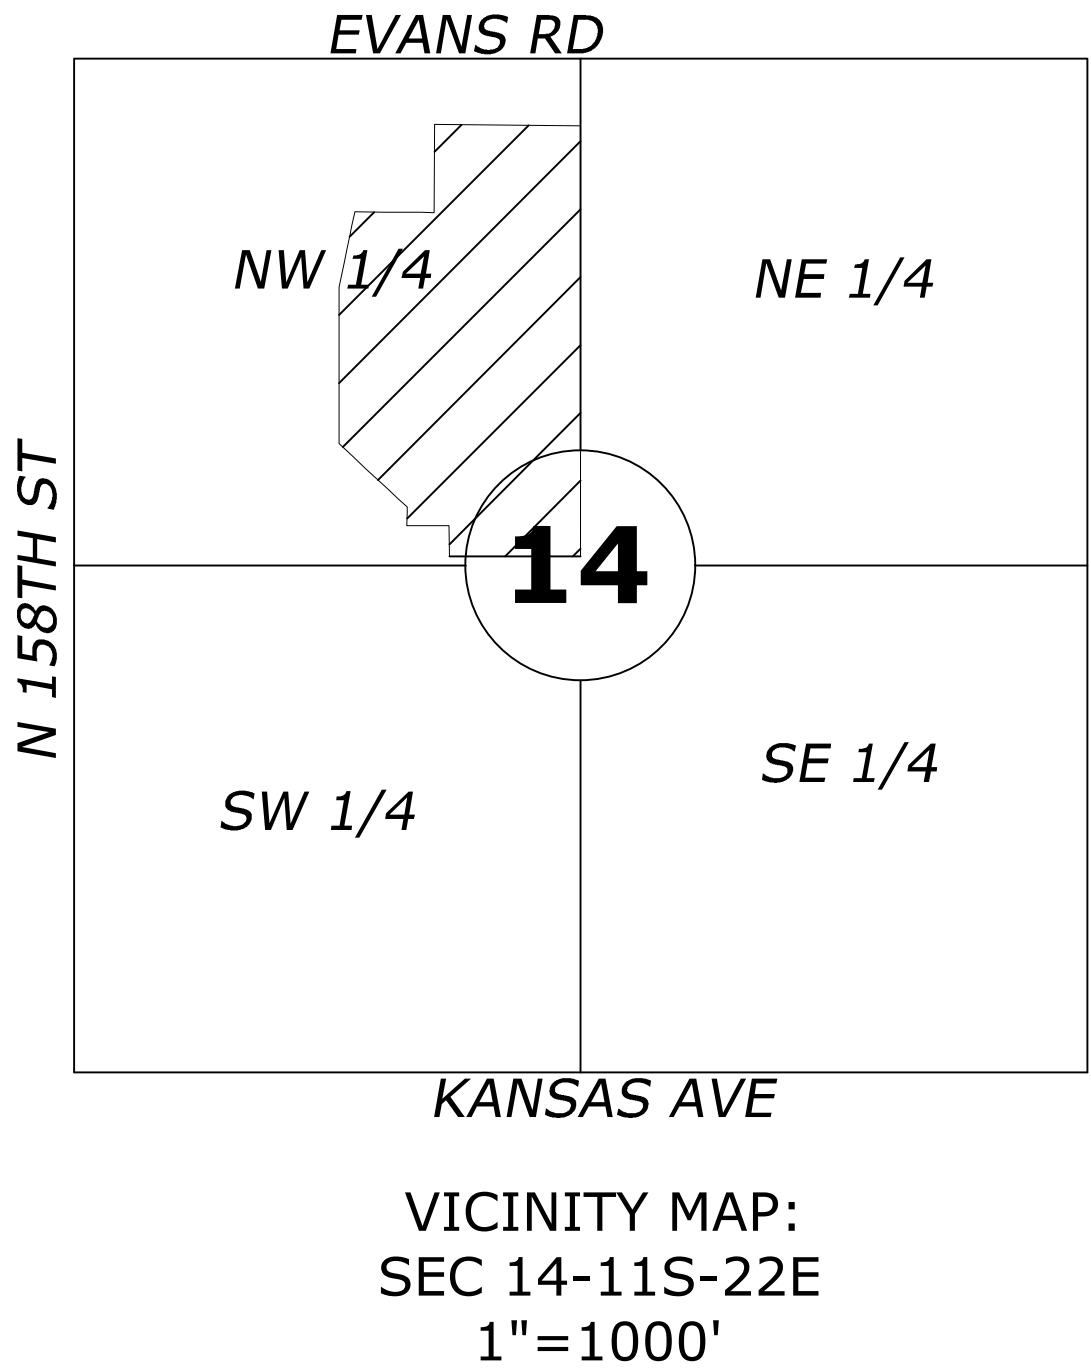 EVANS RD
NW 1/4
NE 1/4
N 158TH ST
14
SW 1/4
SE 1/4
KANSAS AVE
VICINITY MAP:
SEC 14-11S-22E
1"=1000'